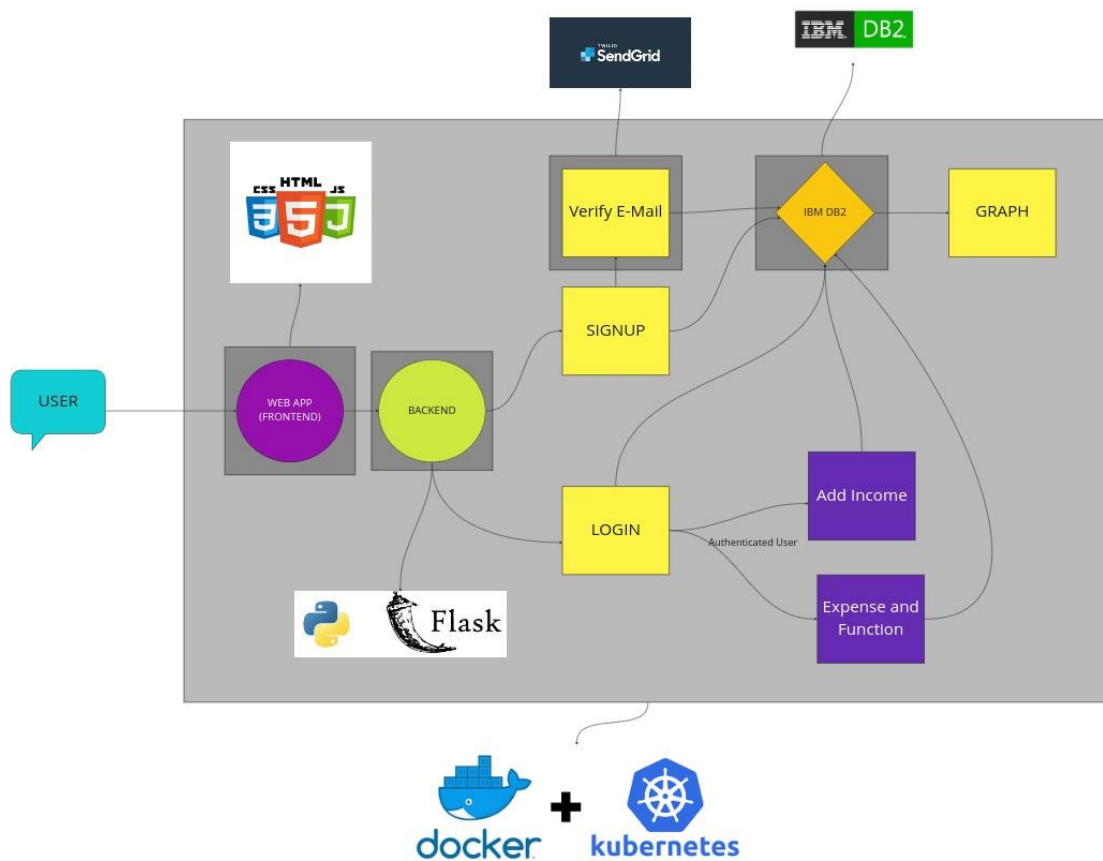 TWILIO
SendGrid
IBM DB2
CSS HTML JS
5
Verify E-Mail
IBM DB2
GRAPH
SIGNUP
USER
WEB APP
(FRONTEND)
BACKEND
Add Income
LOGIN
Authenticated User
Expense and
Function
Flask
docker
kubernetes